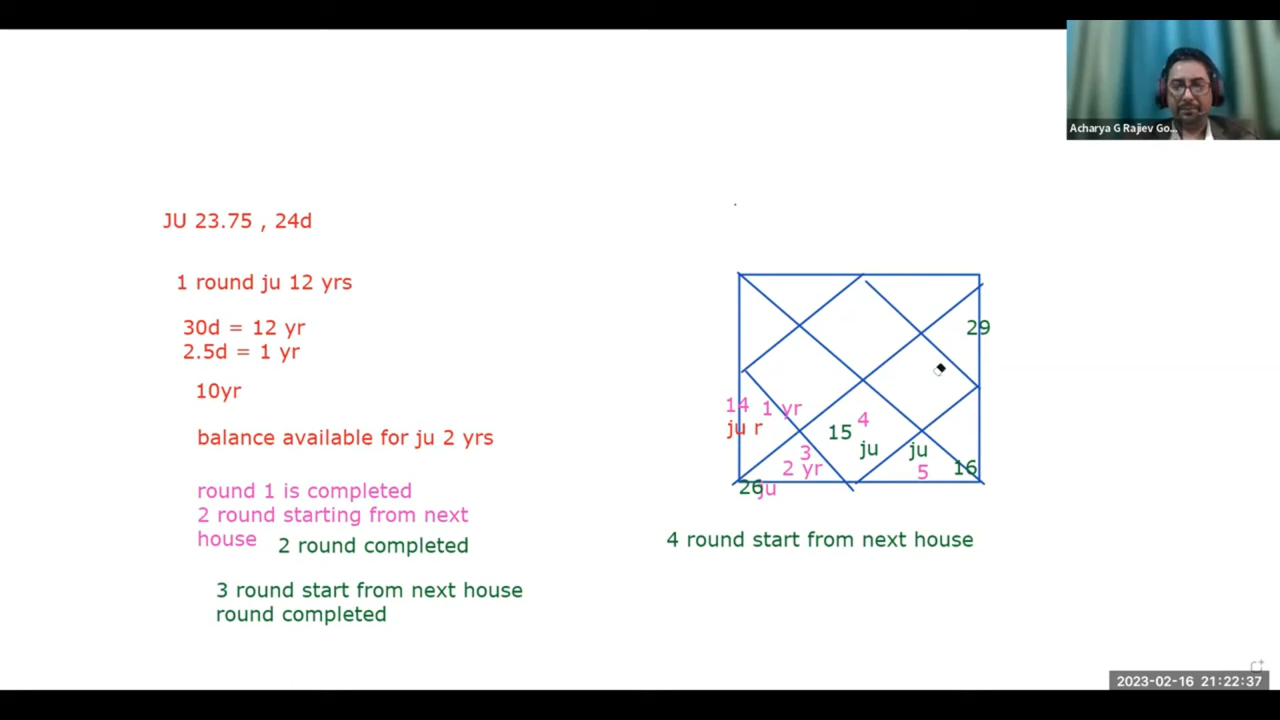 Acharya G Rajiev Go...
JU 23.75 , 24d
1 round ju 12 yrs
30d = 12 yr
2.5d = 1 yr
10yr
balance available for ju 2 yrs
round 1 is completed
2 round starting from next
house
2 round completed
3 round start from next house
round completed
29
14 1 yr
ju r
15 4
ju ju
3
2 yr
5 16
26 ju
4 round start from next house
2023-02-16 21:22:37